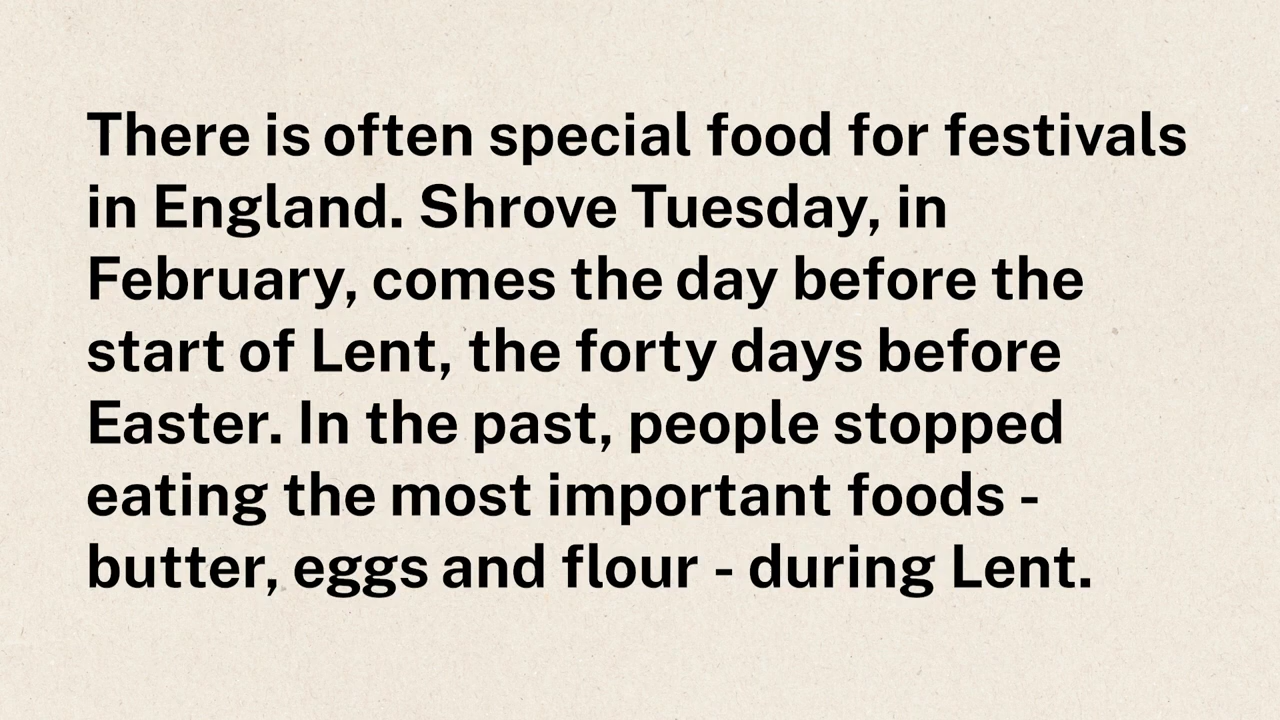 There is often special food for festivals
in England. Shrove Tuesday, in
February, comes the day before the
start of Lent, the forty days before
Easter. In the past, people stopped
eating the most important foods -
butter, eggs and flour - during Lent.